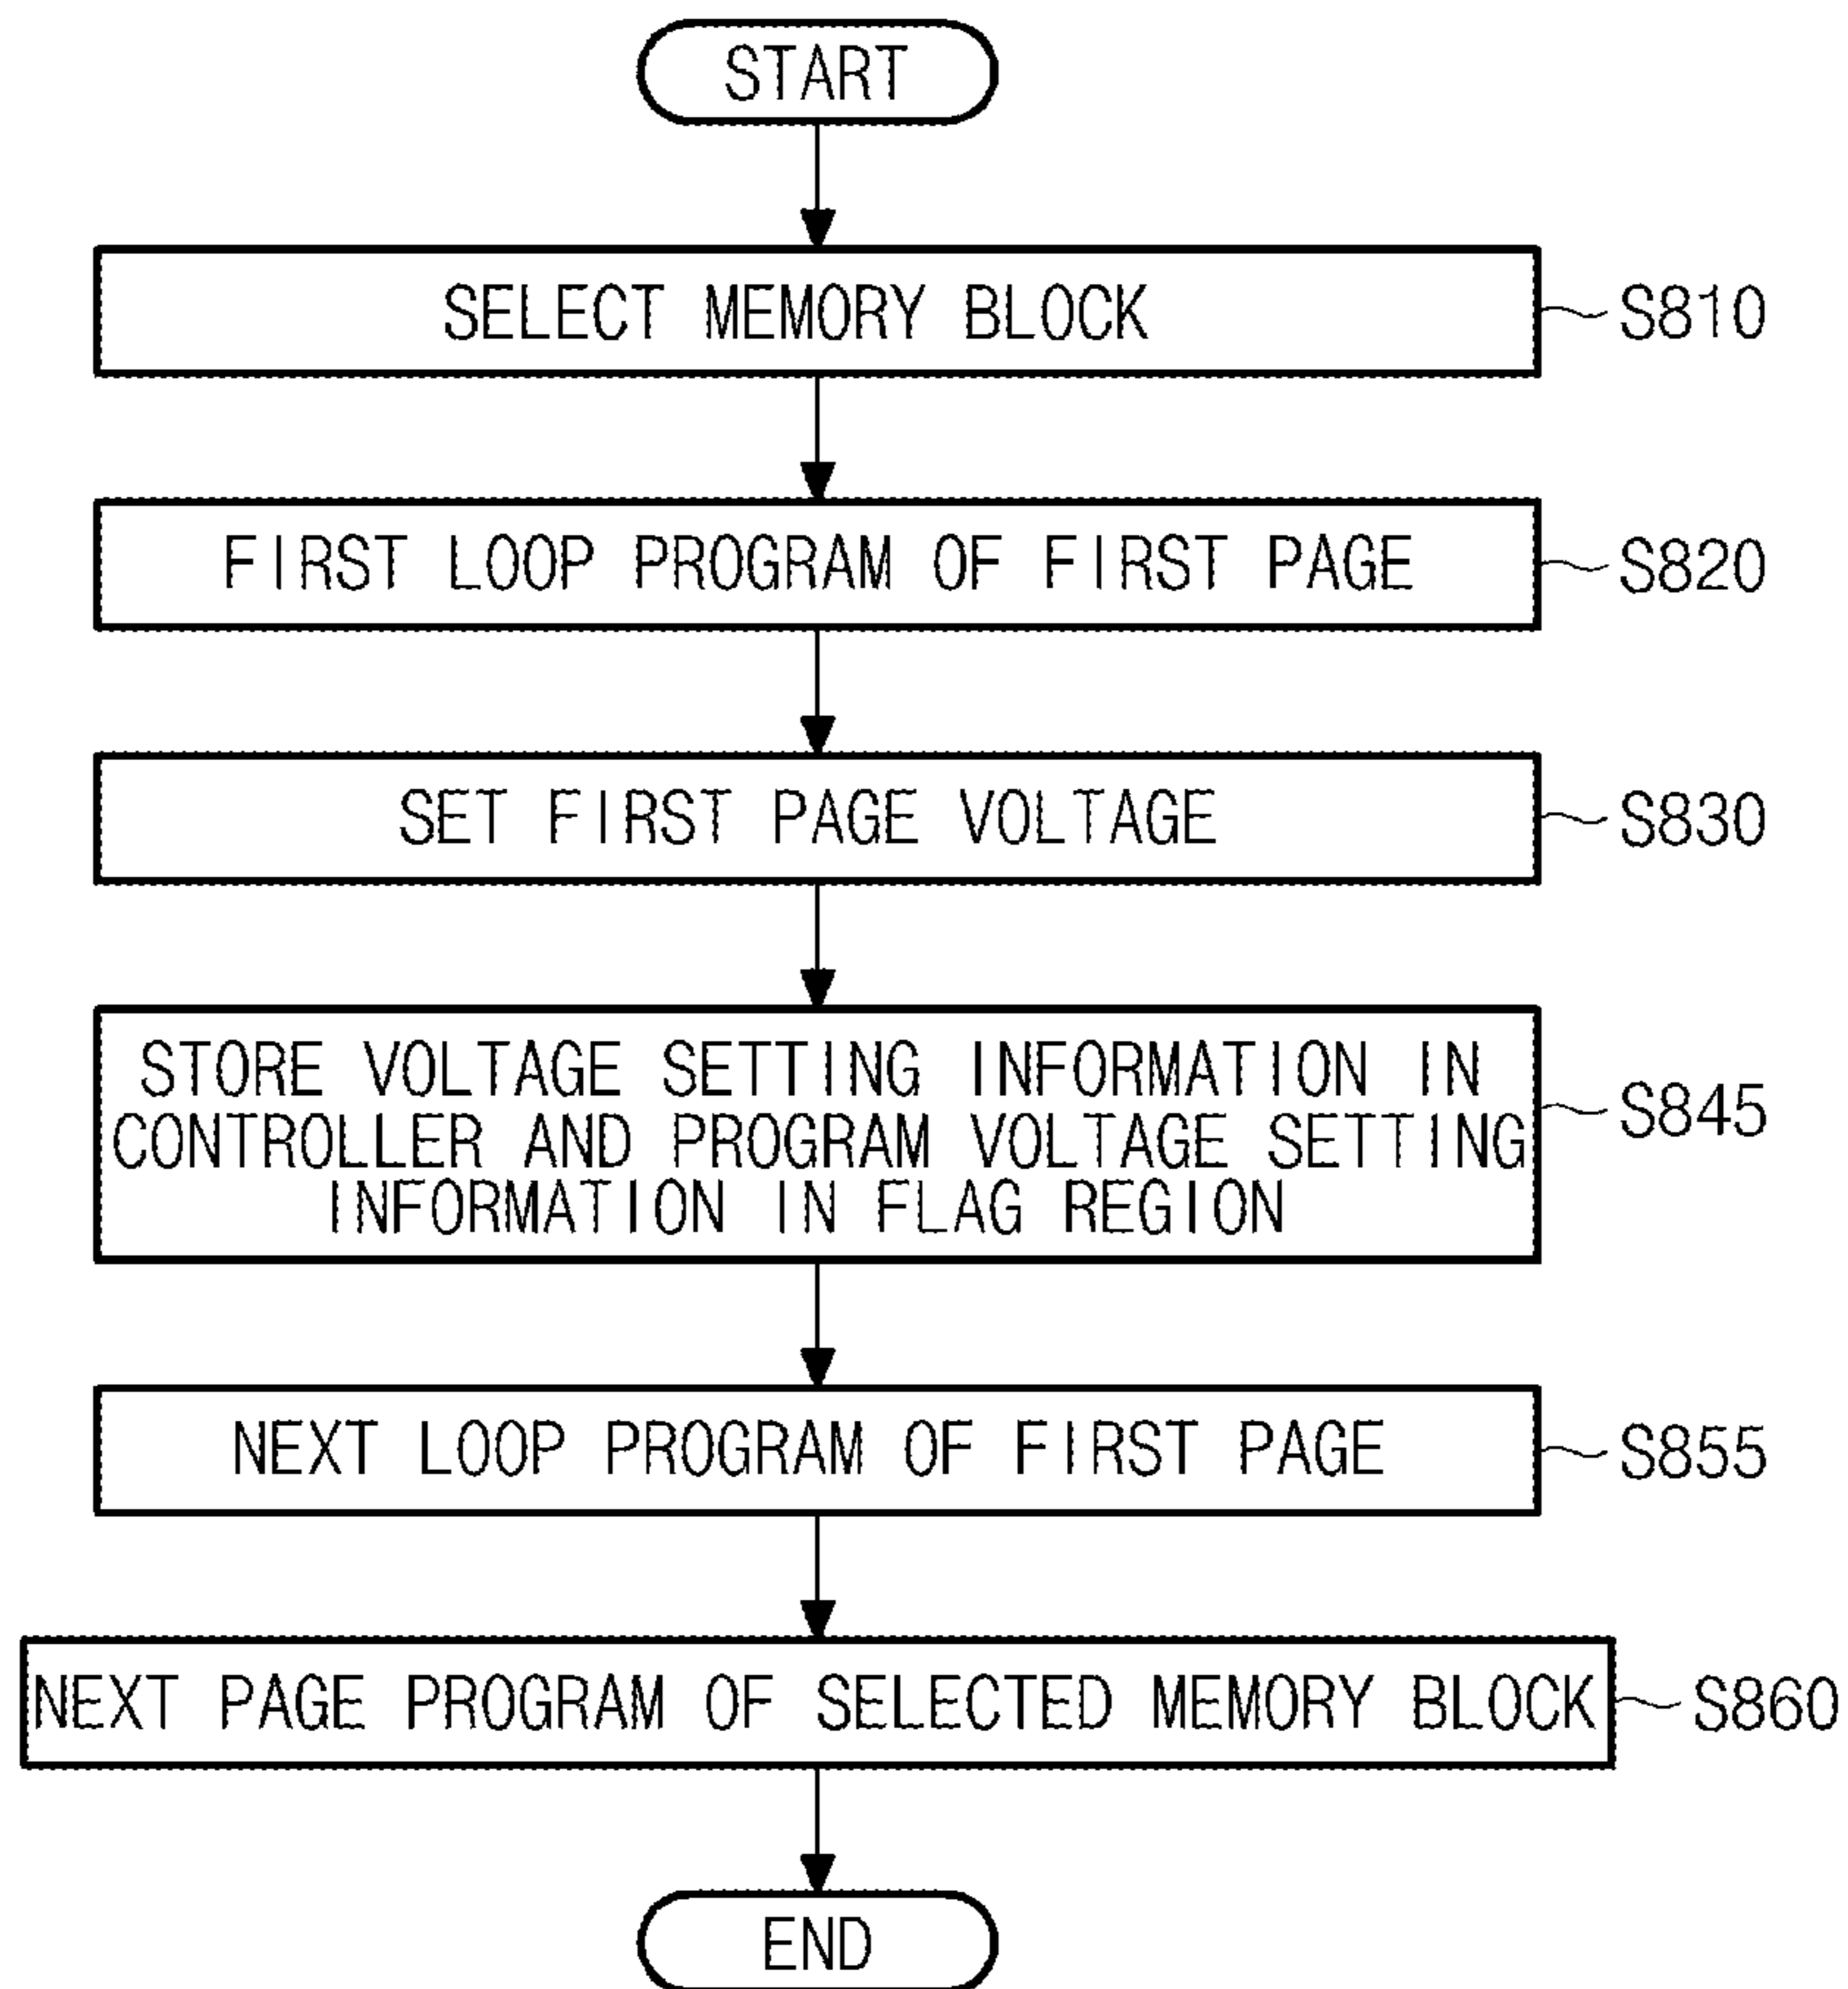 START
SELECT MEMORY BLOCK
S810
FIRST LOOP PROGRAM OF FIRST PAGE
S820
SET FIRST PAGE VOLTAGE
S830
STORE VOLTAGE SETTING INFORMATION IN
CONTROLLER AND PROGRAM VOLTAGE SETTING
INFORMATION IN FLAG REGION
S845
NEXT LOOP PROGRAM OF FIRST PAGE
S855
NEXT PAGE PROGRAM OF SELECTED MEMORY BLOCK
S860
END